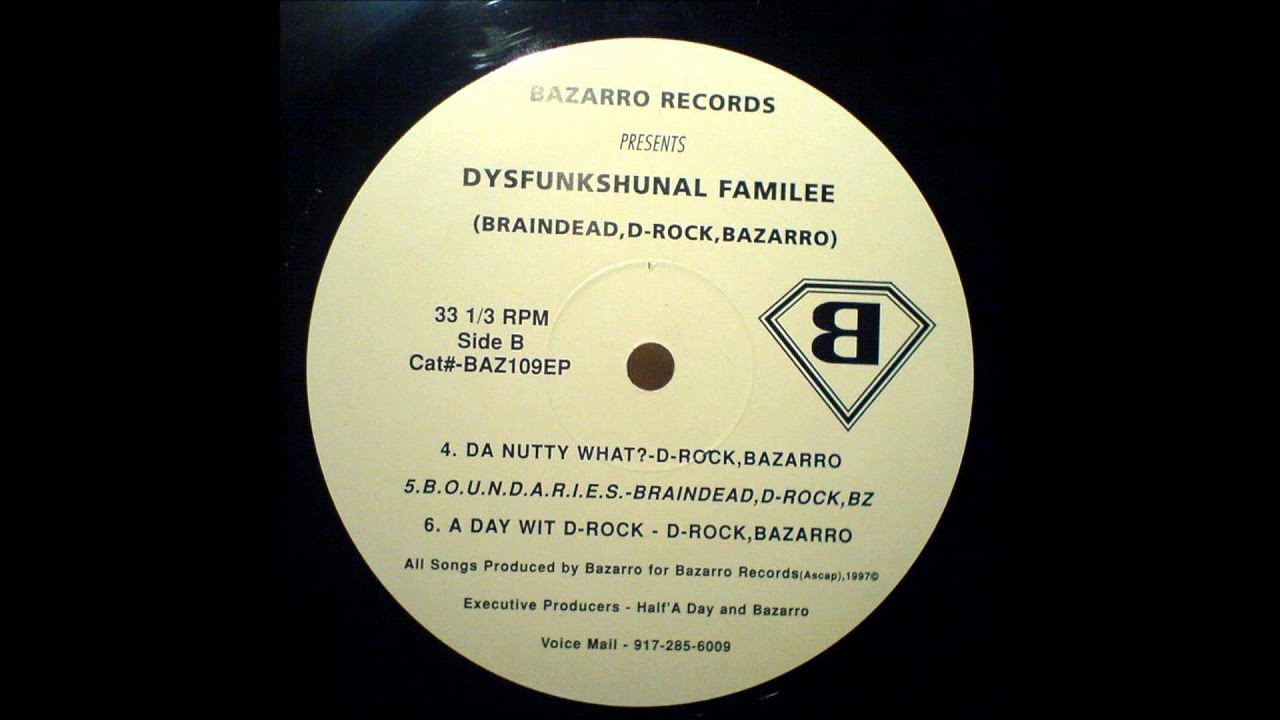 BAZARRO RECORDS
PRESENTS
DYSFUNKSHUNAL FAMILEE
(BRAINDEAD,D-ROCK,BAZARRO)
33 1/3 RPM
Side B
Cat#-BAZ109EP
B
4. DA NUTTY WHAT?-D-ROCK,BAZARRO
5.B.O.U.N.D.A.R.I.E.S.-BRAINDEAD,D-ROCK,BZ
6. A DAY WIT D-ROCK - D-ROCK,BAZARRO
All Songs Produced by Bazarro for Bazarro Records(Ascap),1997©
Executive Producers - Half'A Day and Bazarro
Voice Mail - 917-285-6009